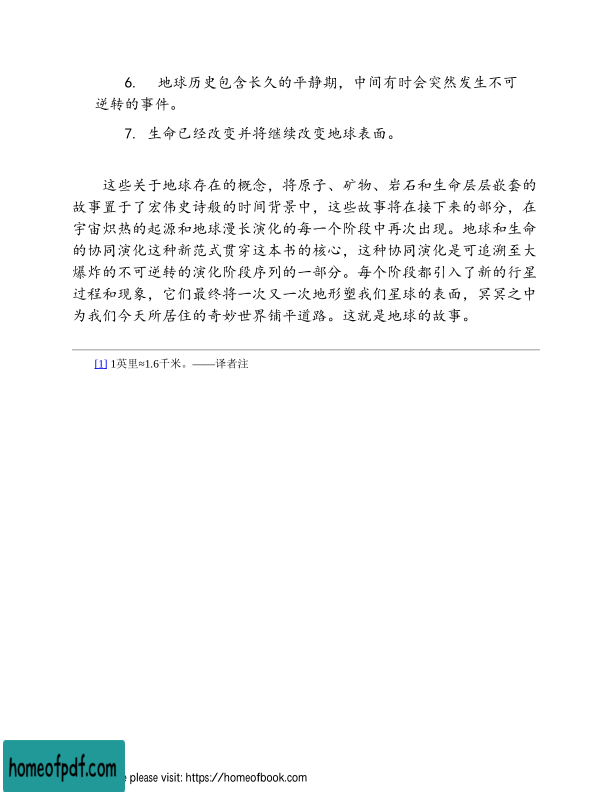 6. 地球历史包含长久的平静期，中间有时会突然发生不可
逆转的事件。
7. 生命已经改变并将继续改变地球表面。
这些关于地球存在的概念，将原子、矿物、岩石和生命层层嵌套的
故事置于了宏伟史诗般的时间背景中，这些故事将在接下来的部分，在
宇宙炽热的起源和地球漫长演化的每一个阶段中再次出现。地球和生命
的协同演化这种新范式贯穿这本书的核心，这种协同演化是可追溯至大
爆炸的不可逆转的演化阶段序列的一部分。每个阶段都引入了新的行星
过程和现象，它们最终将一次又一次地形塑我们星球的表面，冥冥之中
为我们今天所居住的奇妙世界铺平道路。这就是地球的故事。
[1] 1英里≈1.6千米。——译者注
homeofpdf.com
please visit: https://homeofbook.com